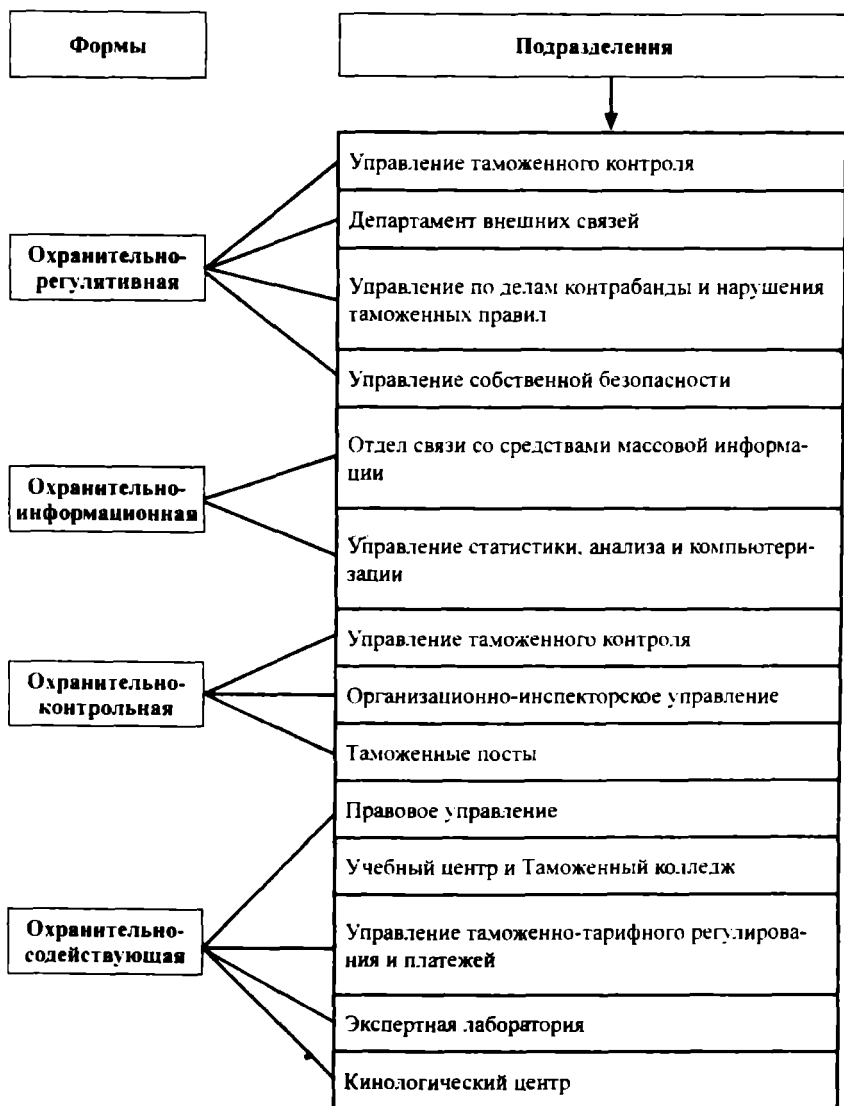 Формы
Подразделения
Охранительно-
регулятивная
Управление таможенного контроля
Департамент внешних связей
Управление по делам контрабанды и нарушения
таможенных правил
Управление собственной безопасности
Охранительно-
информационная
Отдел связи со средствами массовой информа-
ции
Управление статистики, анализа и компьютери-
зации
Охранительно-
контрольная
Управление таможенного контроля
Организационно-инспекторское управление
Таможенные посты
Охранительно-
содействующая
Правовое управление
Учебный центр и Таможенный колледж
Управление таможенно-тарифного регулирова-
ния и платежей
Экспертная лаборатория
Кинологический центр